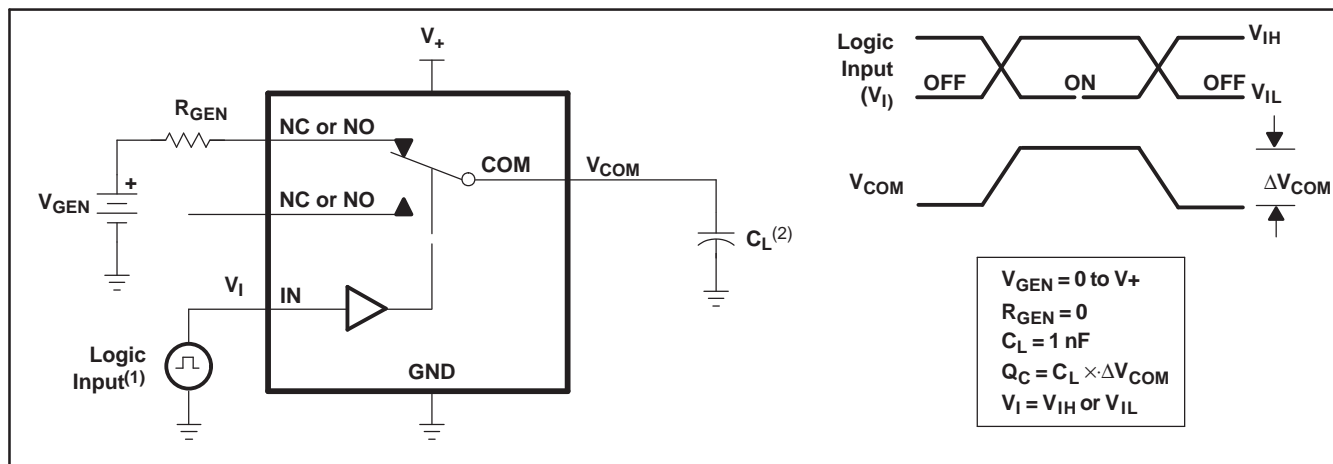 V+
RGEN
NC or NO
COM
VCOM
+
VGEN
NC or NO
CL(2)
VI
IN
Logic
Input(1)
GND
Logic
Input
(VI)
VIH
OFF
ON
OFF
VIL
VCOM
ΔVCOM
VGEN = 0 to V+
RGEN = 0
CL = 1 nF
QC = CL ×·ΔVCOM
VI = VIH or VIL